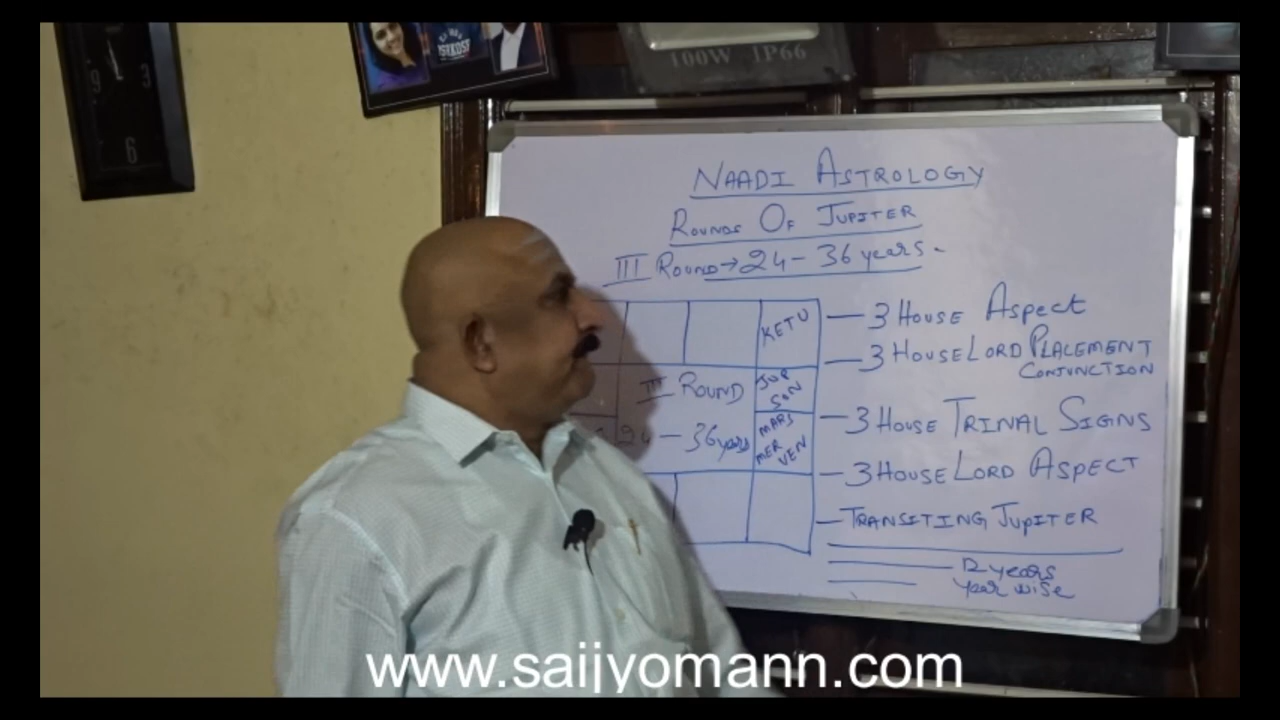 100W IP66
NAADI ASTROLOGY
ROUNDS OF JUPITER
III ROUND → 24 - 36 years.
KETU
III ROUND
24 - 36 years
JUP
SUN
MARS
MER VEN
3 HOUSE ASPECT
3 HOUSE LORD PLACEMENT
CONJUNCTION
3 HOUSE TRINAL SIGNS
3 HOUSE LORD ASPECT
TRANSITING JUPITER
12 years
year wise
3
6
www.saijyomann.com